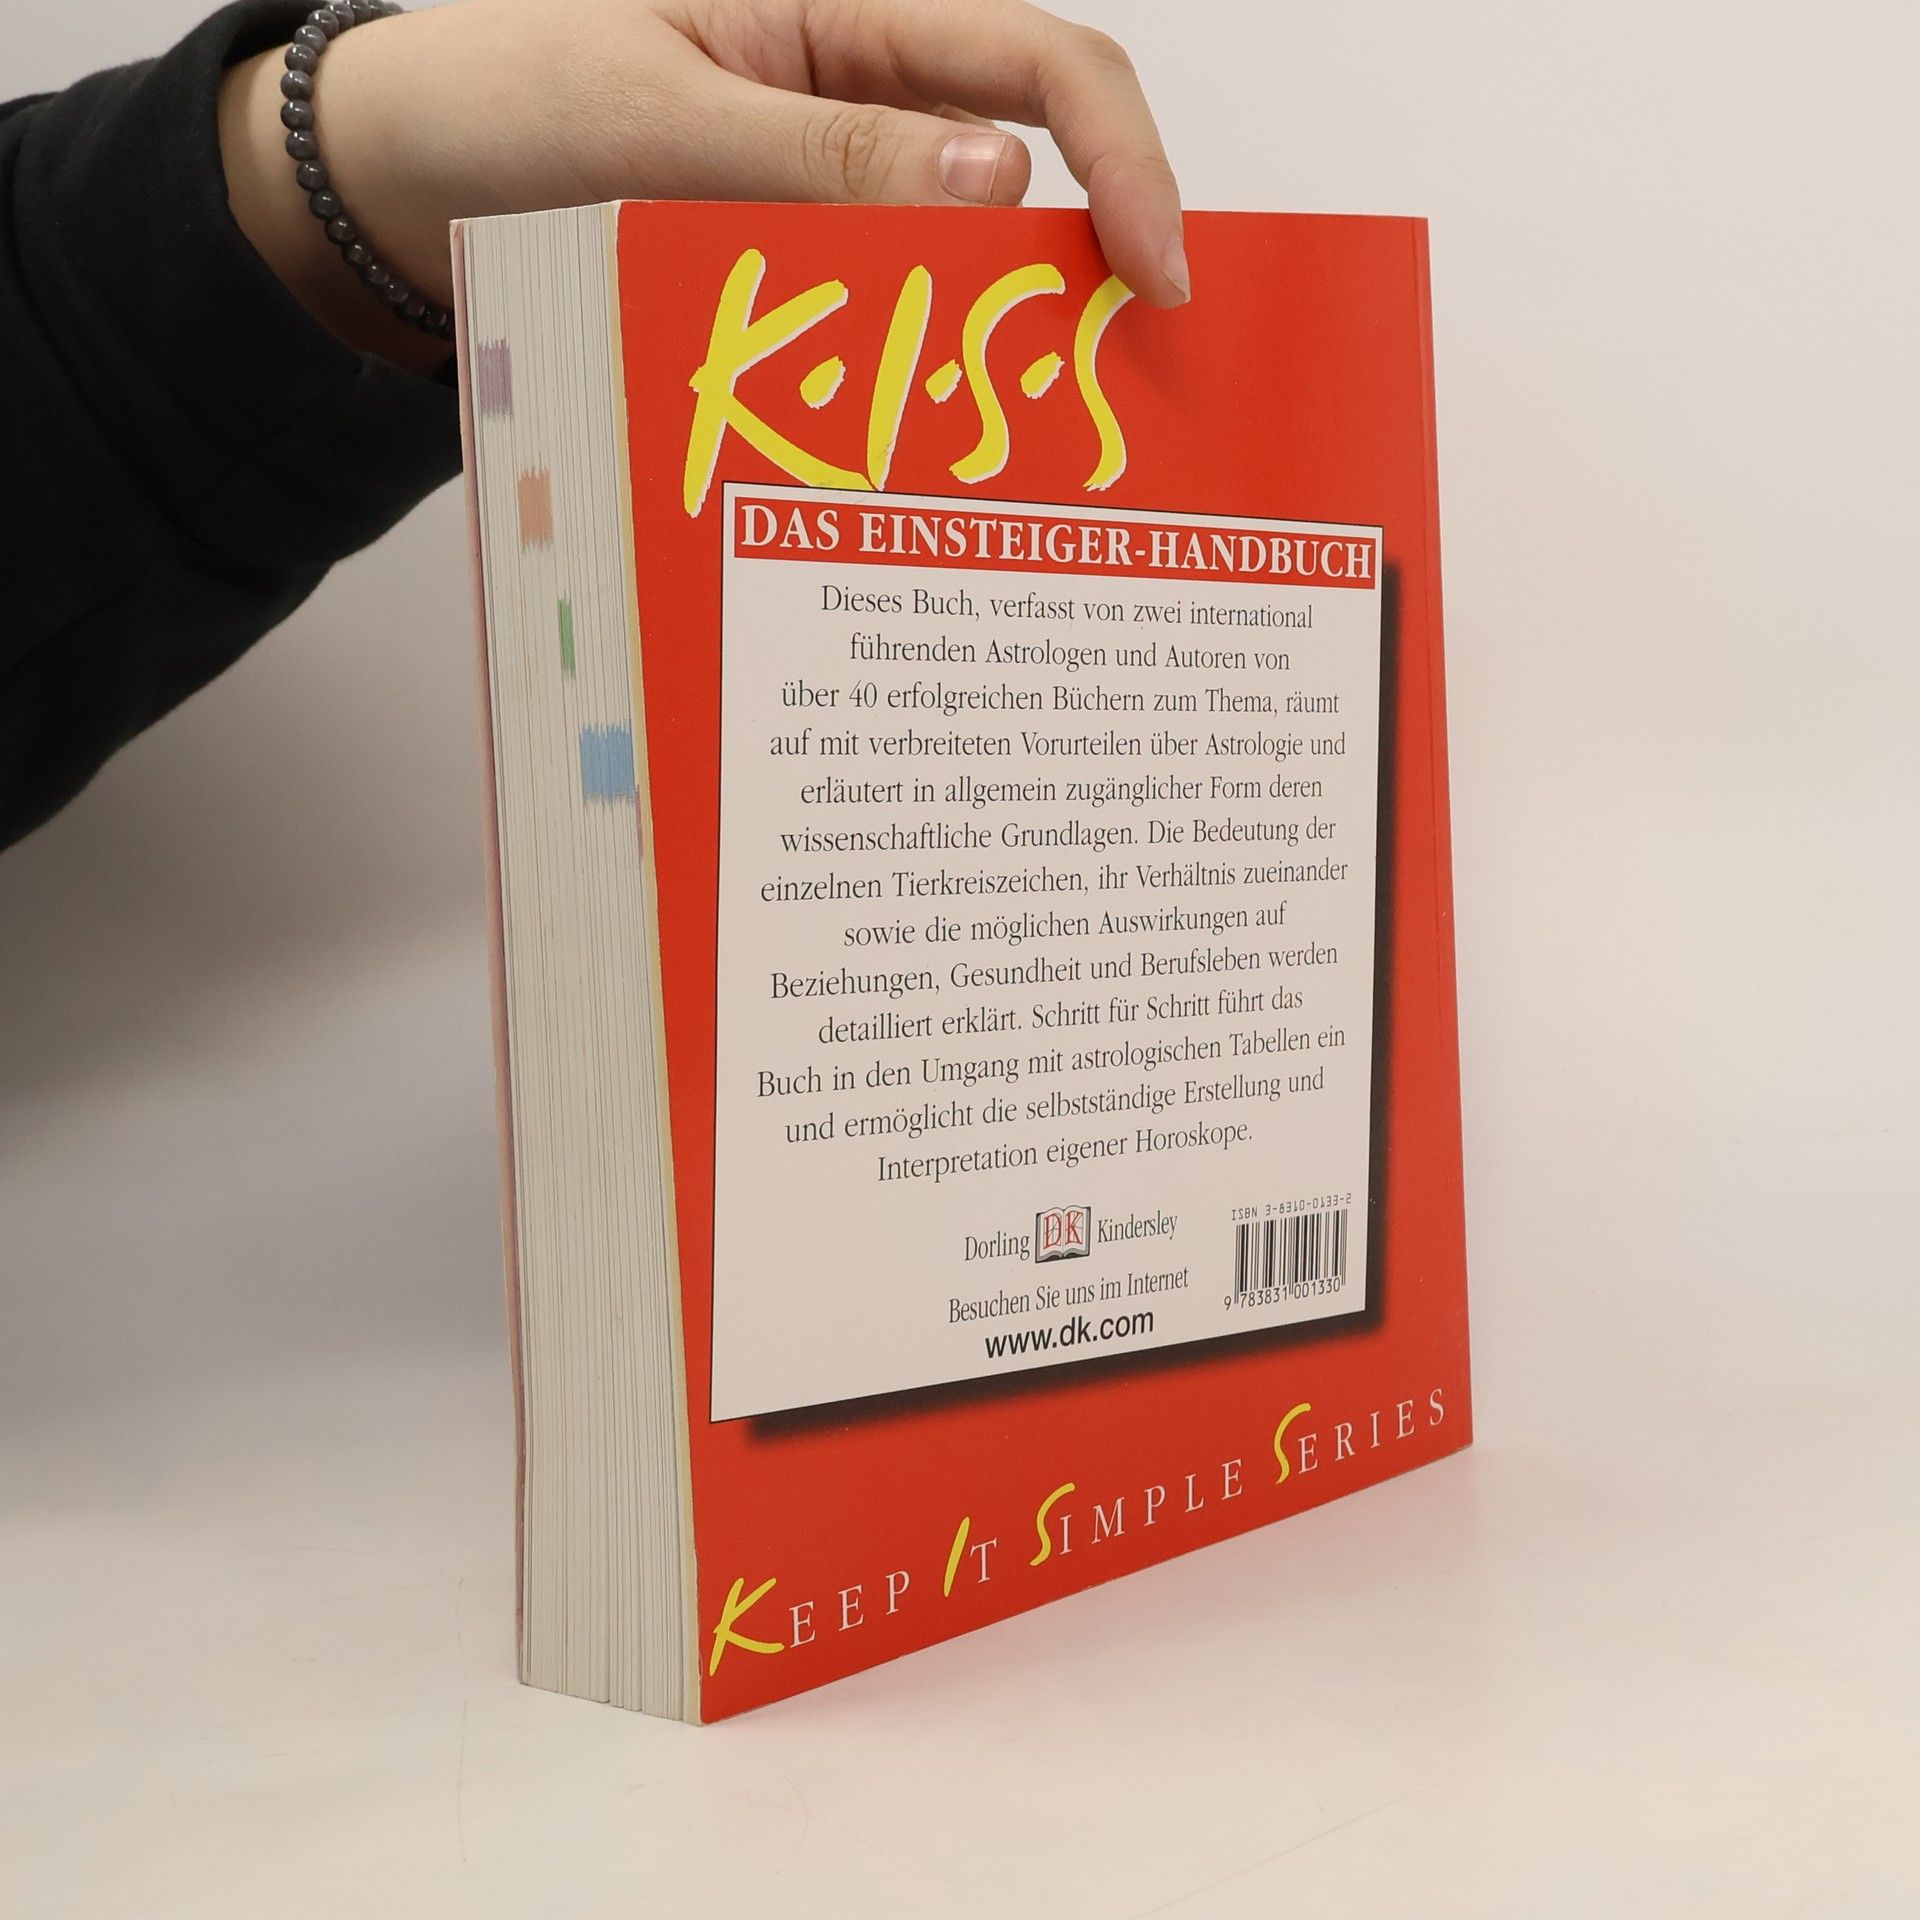 K·I·S·S
DAS EINSTEIGER-HANDBUCH
Dieses Buch, verfasst von zwei international
führenden Astrologen und Autoren von
über 40 erfolgreichen Büchern zum Thema, räumt
auf mit verbreiteten Vorurteilen über Astrologie und
erläutert in allgemein zugänglicher Form deren
wissenschaftliche Grundlagen. Die Bedeutung der
einzelnen Tierkreiszeichen, ihr Verhältnis zueinander
sowie die möglichen Auswirkungen auf
Beziehungen, Gesundheit und Berufsleben werden
detailliert erklärt. Schritt für Schritt führt das
Buch in den Umgang mit astrologischen Tabellen ein
und ermöglicht die selbstständige Erstellung und
Interpretation eigener Horoskope.
Dorling DK Kindersley
Besuchen Sie uns im Internet
www.dk.com
ISBN 3-8310-0133-2
9 783831 001330
KEEP IT SIMPLE SERIES